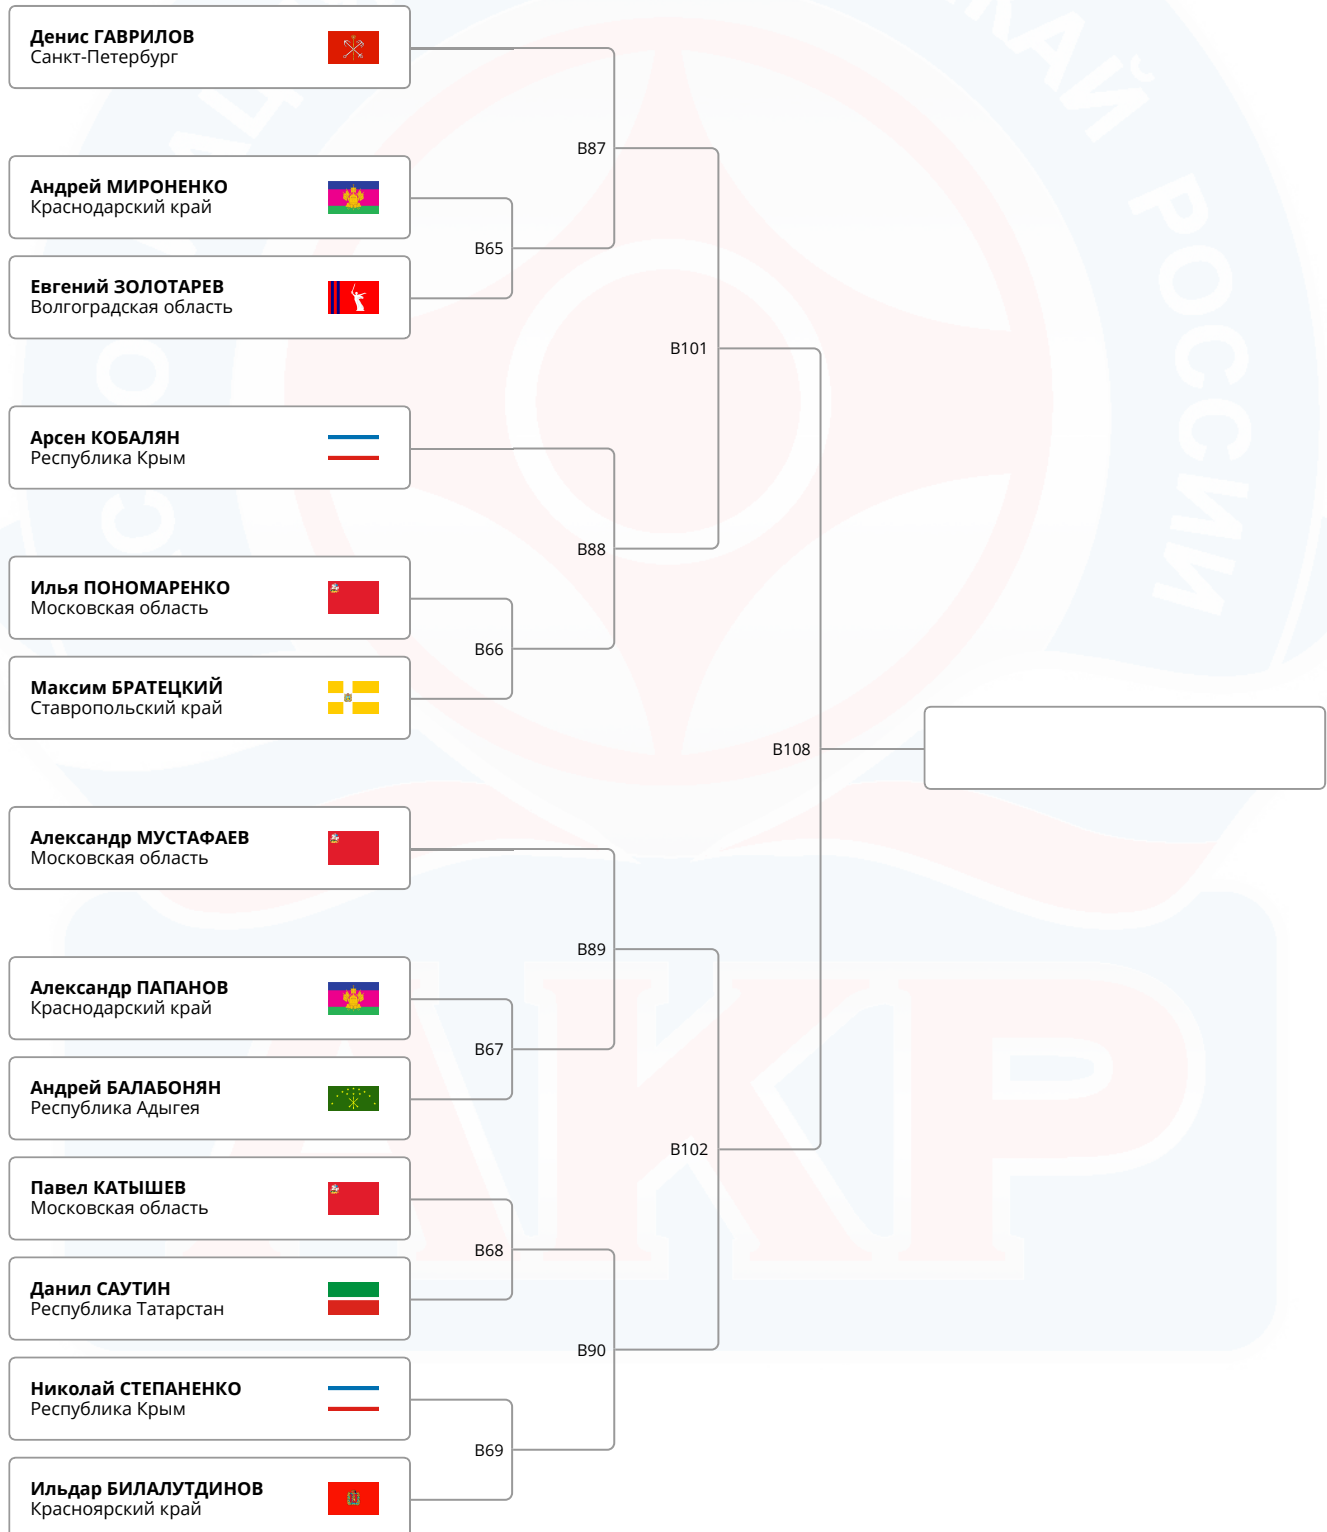 Денис ГАВРИЛОВ
Санкт-Петербург
B87
Андрей МИРОНЕНКО
Краснодарский край
B65
Евгений ЗОЛОТАРЕВ
Волгоградская область
B101
Арсен КОБАЛЯН
Республика Крым
B88
Илья ПОНОМАРЕНКО
Московская область
B66
Максим БРАТЕЦКИЙ
Ставропольский край
B108
Александр МУСТАФАЕВ
Московская область
B89
Александр ПАПАНОВ
Краснодарский край
B67
Андрей БАЛАБОНЯН
Республика Адыгея
B102
Павел КАТЫШЕВ
Московская область
B68
Данил САУТИН
Республика Татарстан
B90
Николай СТЕПАНЕНКО
Республика Крым
B69
Ильдар БИЛАЛУТДИНОВ
Красноярский край
РОССИИ
АКР